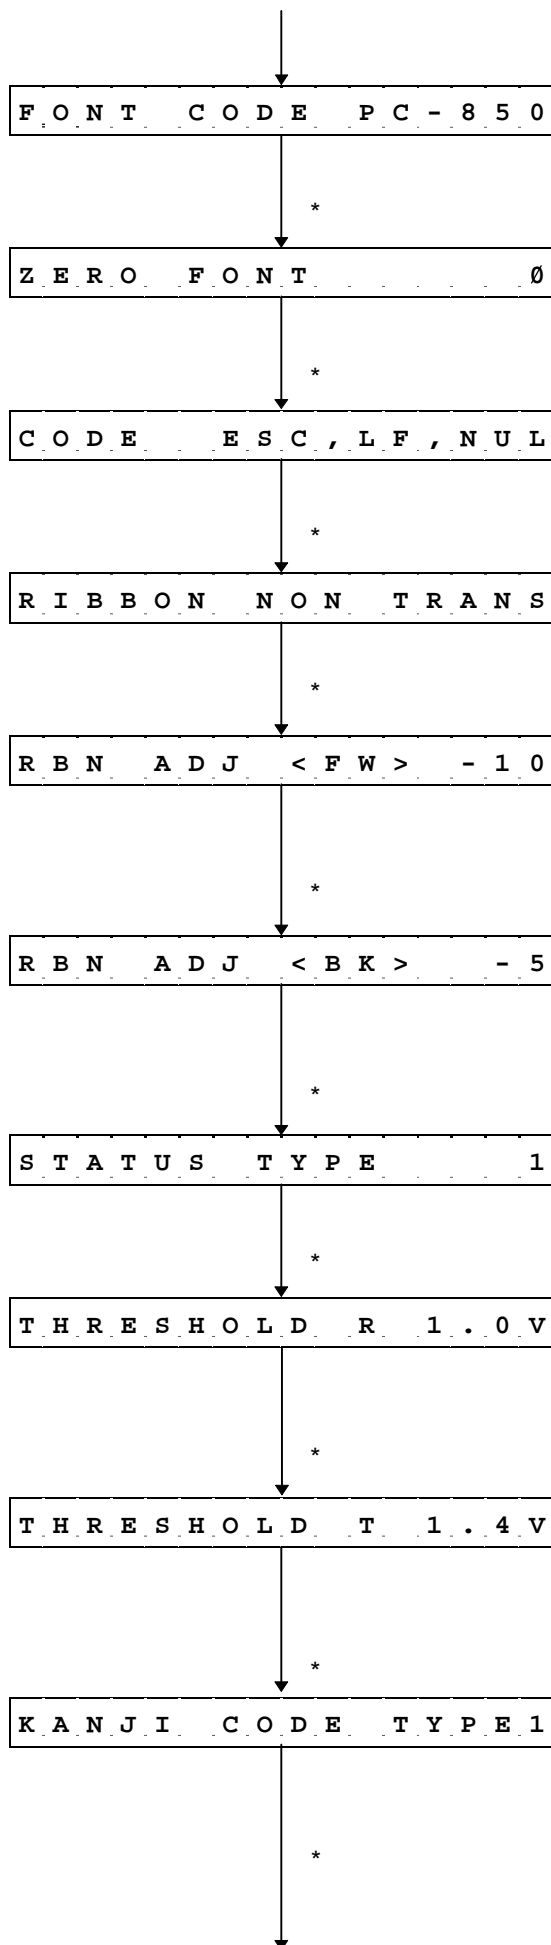 FONT CODE PC-850
*
ZERO FONT Ø
*
CODE ESC,LF,NUL
*
RIBBON NON TRANS
*
RBN ADJ <FW> -10
*
RBN ADJ <BK> -5
*
STATUS TYPE 1
*
THRESHOLD R 1.0V
*
THRESHOLD T 1.4V
*
KANJI CODE TYPE1
*